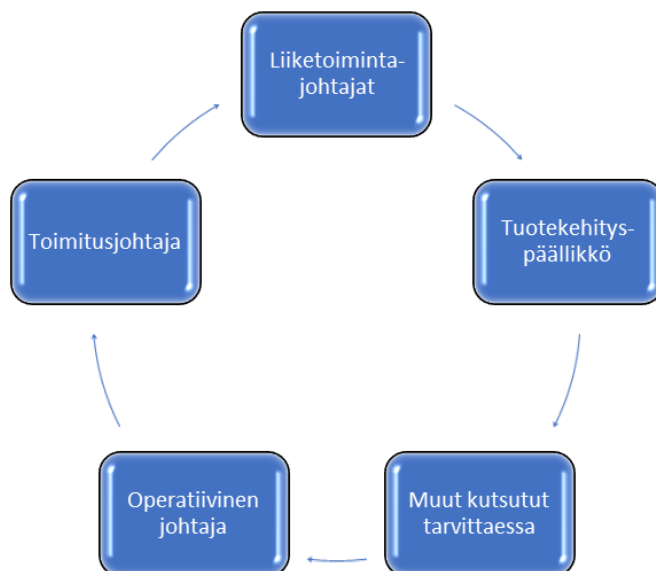 Liiketoiminta-
johtajat
Toimitusjohtaja
Tuotekehitys-
päällikkö
Operatiivinen
johtaja
Muut kutsutut
tarvittaessa